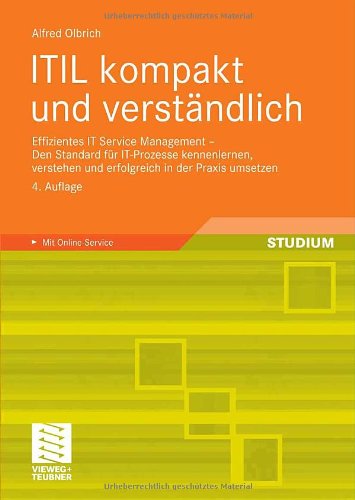 Urheberrechtlich geschütztes Material
Alfred Olbrich
ITIL kompakt
und verständlich
Effizientes IT Service Management –
Den Standard für IT-Prozesse kennenlernen,
verstehen und erfolgreich in der Praxis umsetzen
4. Auflage
Mit Online Service
STUDIUM
VIEWEG+
TEUBNER
Urheberrechtlich geschütztes Material